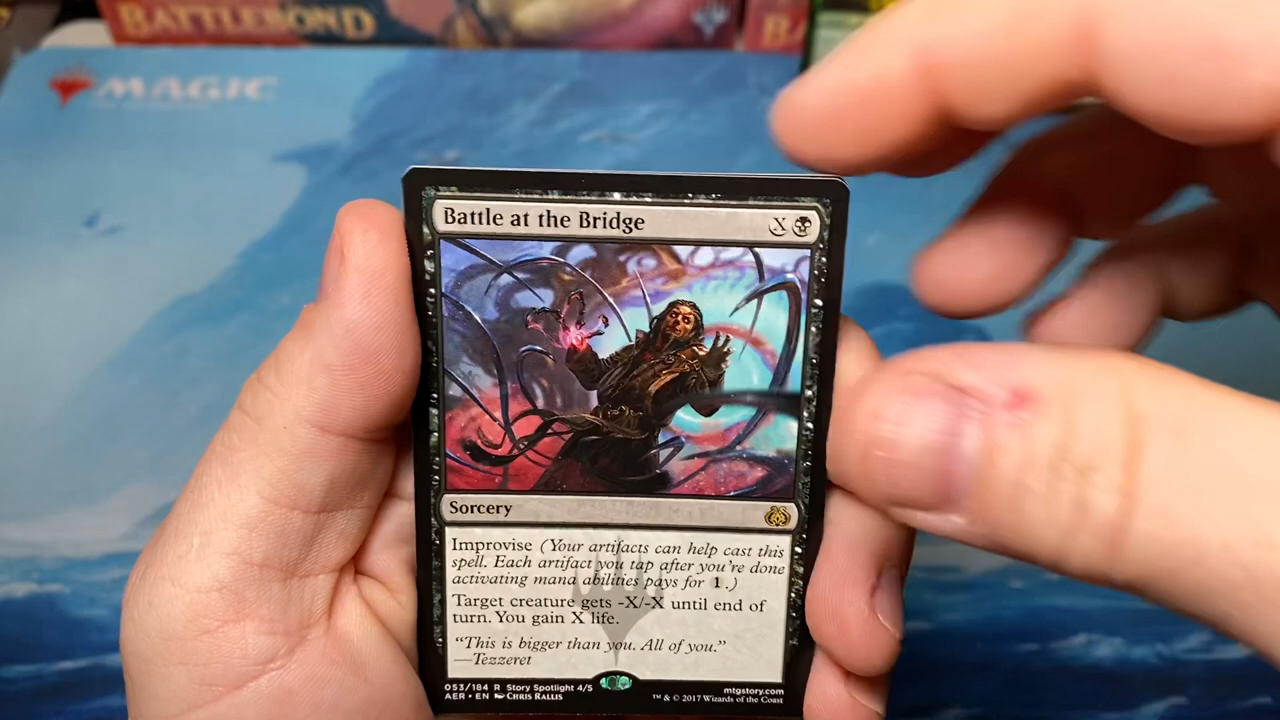 BATTLEBOND
BA
MAGIC
Battle at the Bridge X
Sorcery
Improvise (Your artifacts can help cast this
spell. Each artifact you tap after you're done
activating mana abilities pays for 1.)
Target creature gets -X/-X until end of
turn. You gain X life.
"This is bigger than you. All of you."
—Tezzeret
053/184 R Story Spotlight 4/5
AER • EN Chris Rallis
mtgstory.com
™ & © 2017 Wizards of the Coast